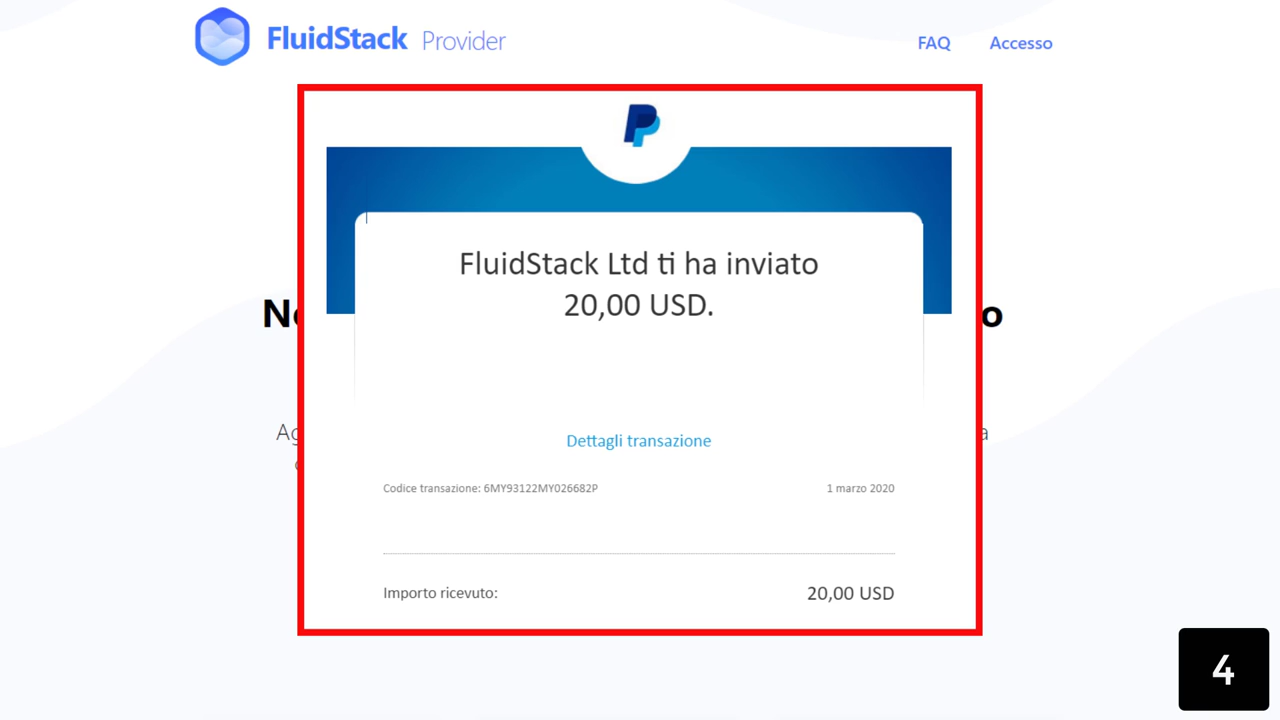 FluidStack Provider
FAQ
Accesso
FluidStack Ltd ti ha inviato
20,00 USD.
Dettagli transazione
Codice transazione: 6MY93122MY026682P
1 marzo 2020
Importo ricevuto:
20,00 USD
4